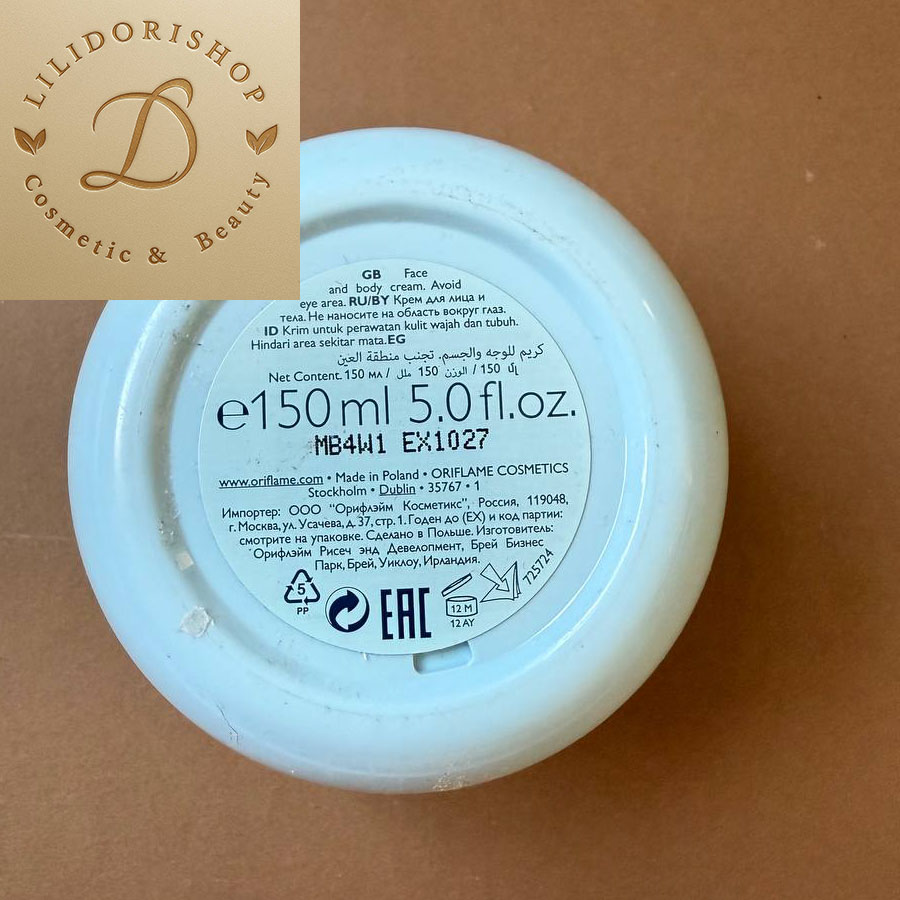 LILIDORISHOP
D
Cosmetic & Beauty
GB Face
and body cream. Avoid
eye area. RU/BY Крем для лица и
тела. Не наносите на область вокруг глаз.
ID Krim untuk perawatan kulit wajah dan tubuh.
Hindari area sekitar mata.EG
كريم للوجه والجسم. تجنب منطقة العين
Net Content. 150 мл / الوزن 150 ملل / 150
e150ml 5.0fl.oz.
MB4W1 EX1027
www.oriflame.com • Made in Poland • ORIFLAME COSMETICS
Stockholm • Dublin • 35767 • 1
Импортер: ООО "Орифлэйм Косметикс", Россия, 119048,
г. Москва, ул. Усачева, д. 37, стр. 1. Годен до (EX) и код партии:
смотрите на упаковке. Сделано в Польше. Изготовитель:
Орифлэйм Рисеч энд Девелопмент, Брей Бизнес
Парк, Брей, Уиклоу, Ирландия.
725724
5
PP
EAC
12 M
12 AY